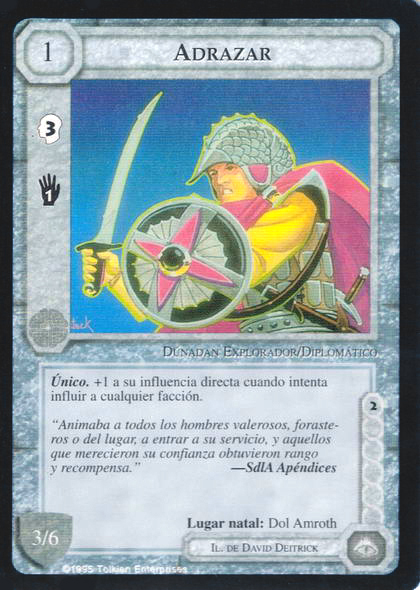 1
ADRAZAR
3
1
DÚNADAN EXPLORADOR/DIPLOMÁTICO
Único. +1 a su influencia directa cuando intenta
influir a cualquier facción.
2
“Animaba a todos los hombres valerosos, foraste-
ros o del lugar, a entrar a su servicio, y aquellos
que merecieron su confianza obtuvieron rango
y recompensa.” —SdlA Apéndices
Lugar natal: Dol Amroth
3/6
IL. DE DAVID DEITRICK
©1995 Tolkien Enterprises